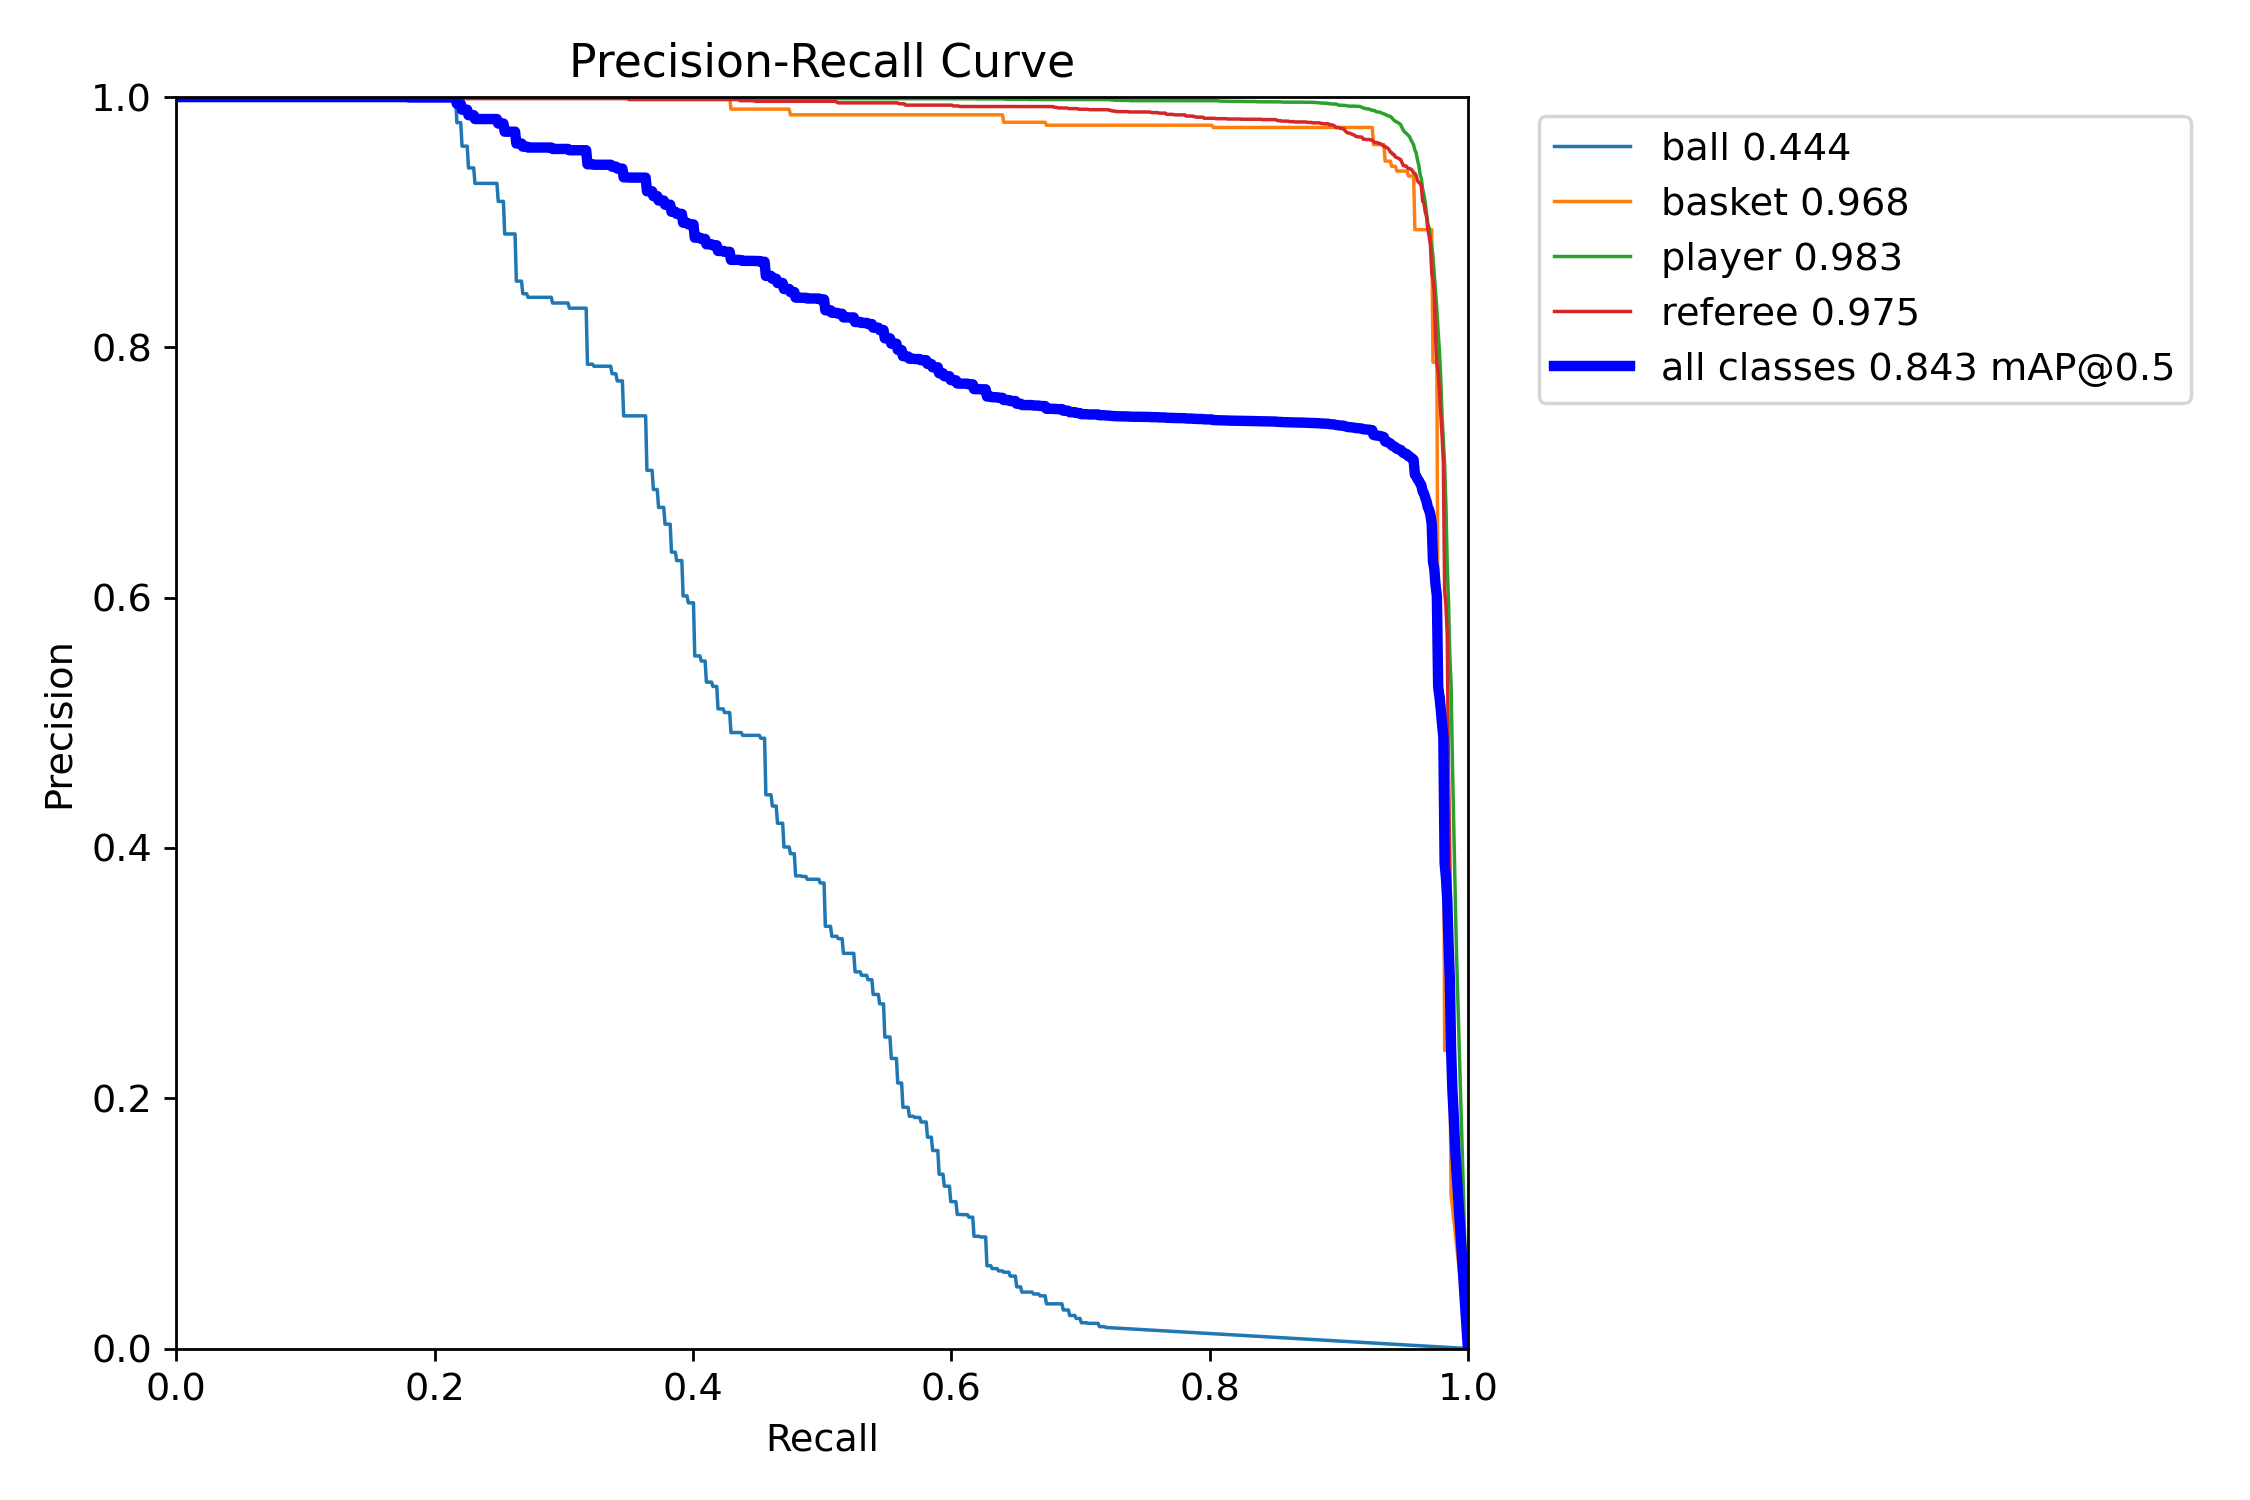 Precision-Recall Curve
1.0
0.8
0.6
0.4
0.2
0.0
Precision
0.0 0.2 0.4 0.6 0.8 1.0
Recall
ball 0.444
basket 0.968
player 0.983
referee 0.975
all classes 0.843 mAP@0.5